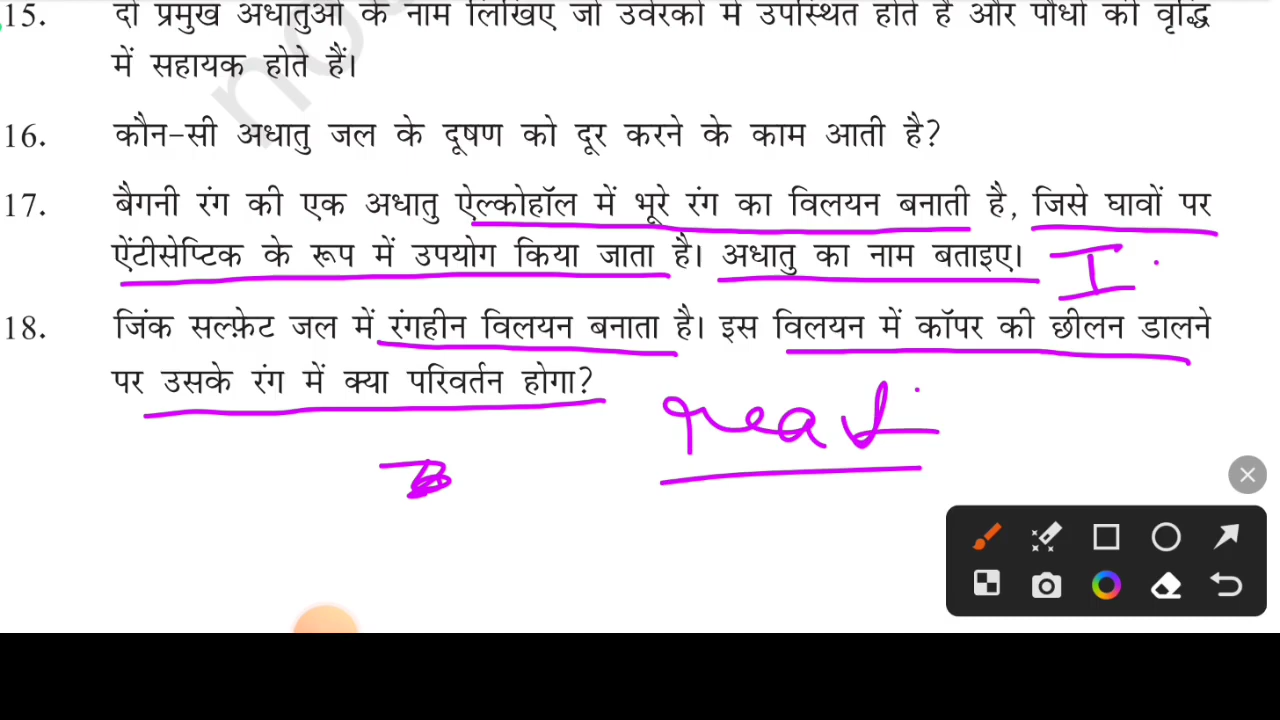 15. दो प्रमुख अधातुओं के नाम लिखिए जो उर्वरकों में उपस्थित होते हैं और पौधों की वृद्धि
में सहायक होते हैं।
16. कौन-सी अधातु जल के दूषण को दूर करने के काम आती है?
17. बैगनी रंग की एक अधातु ऐल्कोहॉल में भूरे रंग का विलयन बनाती है, जिसे घावों पर
ऐंटीसेप्टिक के रूप में उपयोग किया जाता है। अधातु का नाम बताइए। I
18. जिंक सल्फ़ेट जल में रंगहीन विलयन बनाता है। इस विलयन में कॉपर की छीलन डालने
पर उसके रंग में क्या परिवर्तन होगा?